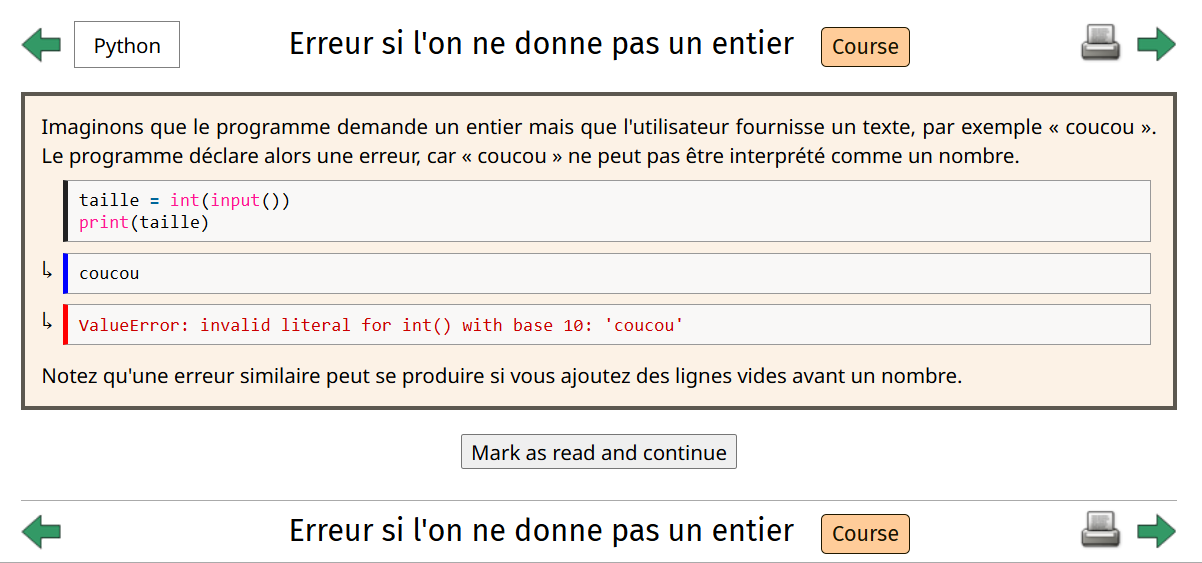 Python
Erreur si l'on ne donne pas un entier
Course
Imaginons que le programme demande un entier mais que l'utilisateur fournisse un texte, par exemple « coucou ».
Le programme déclare alors une erreur, car « coucou » ne peut pas être interprété comme un nombre.
taille = int(input())
print(taille)
↳ coucou
↳ ValueError: invalid literal for int() with base 10: 'coucou'
Notez qu'une erreur similaire peut se produire si vous ajoutez des lignes vides avant un nombre.
Mark as read and continue
Erreur si l'on ne donne pas un entier
Course